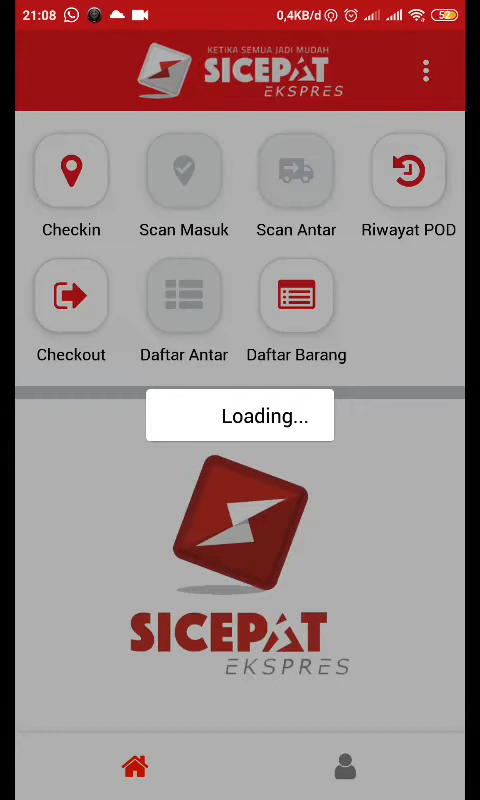 21:08 0,4KB/d 52
KETIKA SEMUA JADI MUDAH
SICEPAT
EKSPRES
Checkin Scan Masuk Scan Antar Riwayat POD
Checkout Daftar Antar Daftar Barang
Loading...
SICEPAT
EKSPRES